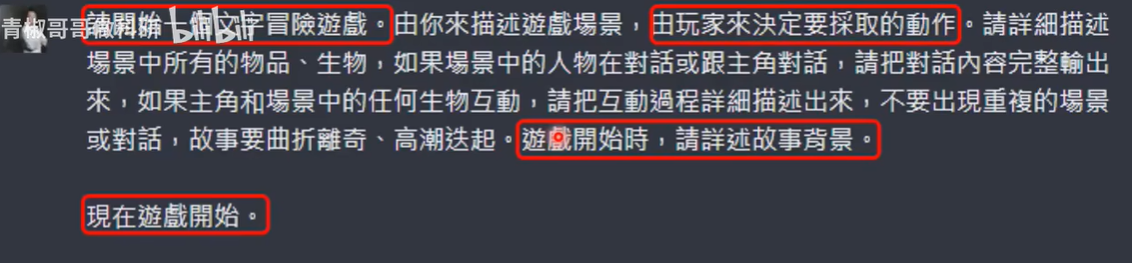 青椒哥哥教科研 bilibili
請開始一個文字冒險遊戲。由你來描述遊戲場景，由玩家來決定要採取的動作。請詳細描述
場景中所有的物品、生物，如果場景中的人物在對話或跟主角對話，請把對話內容完整輸出
來，如果主角和場景中的任何生物互動，請把互動過程詳細描述出來，不要出現重複的場景
或對話，故事要曲折離奇、高潮迭起。遊戲開始時，請詳述故事背景。
現在遊戲開始。